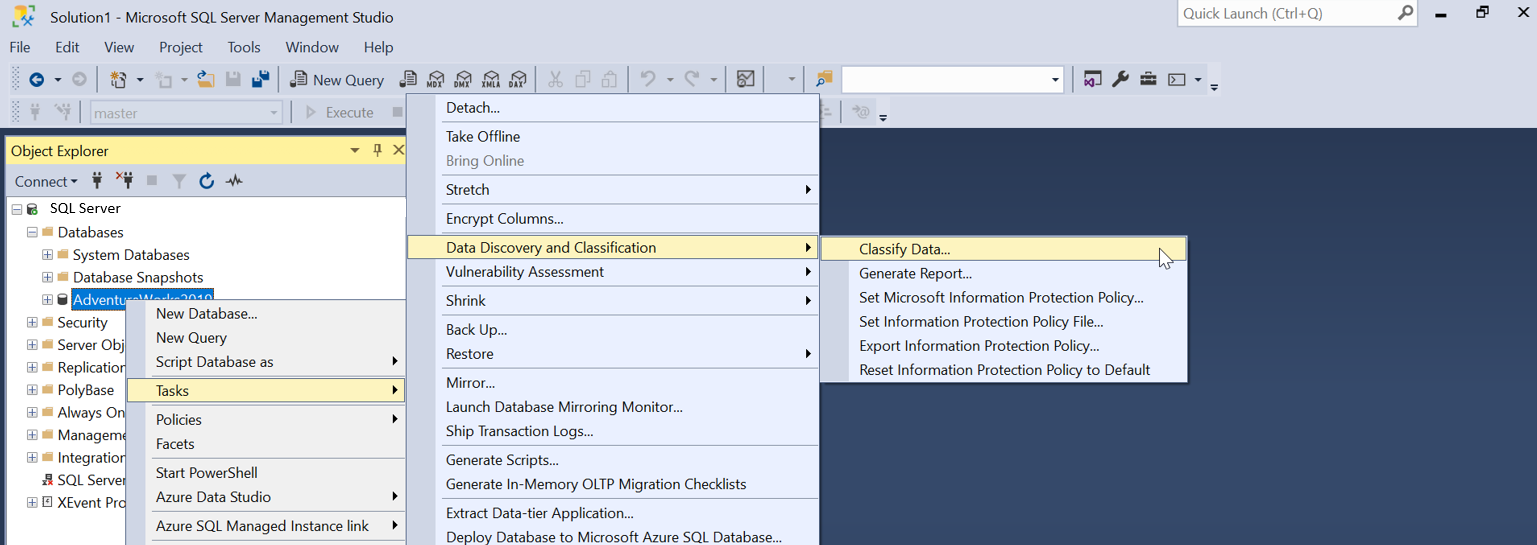 Solution1 - Microsoft SQL Server Management Studio
Quick Launch (Ctrl+Q)
File Edit View Project Tools Window Help
New Query MDX DMX XMLA DAX
master Execute
Object Explorer
Connect
SQL Server
Databases
System Databases
Database Snapshots
AdventureWorks2019
Security
Server Obj
Replication
PolyBase
Always On
Manageme
Integration
SQL Server
XEvent Pro
New Database...
New Query
Script Database as
Tasks
Policies
Facets
Start PowerShell
Azure Data Studio
Azure SQL Managed Instance link
Detach...
Take Offline
Bring Online
Stretch
Encrypt Columns...
Data Discovery and Classification
Vulnerability Assessment
Shrink
Back Up...
Restore
Mirror...
Launch Database Mirroring Monitor...
Ship Transaction Logs...
Generate Scripts...
Generate In-Memory OLTP Migration Checklists
Extract Data-tier Application...
Deploy Database to Microsoft Azure SQL Database...
Classify Data...
Generate Report...
Set Microsoft Information Protection Policy...
Set Information Protection Policy File...
Export Information Protection Policy...
Reset Information Protection Policy to Default